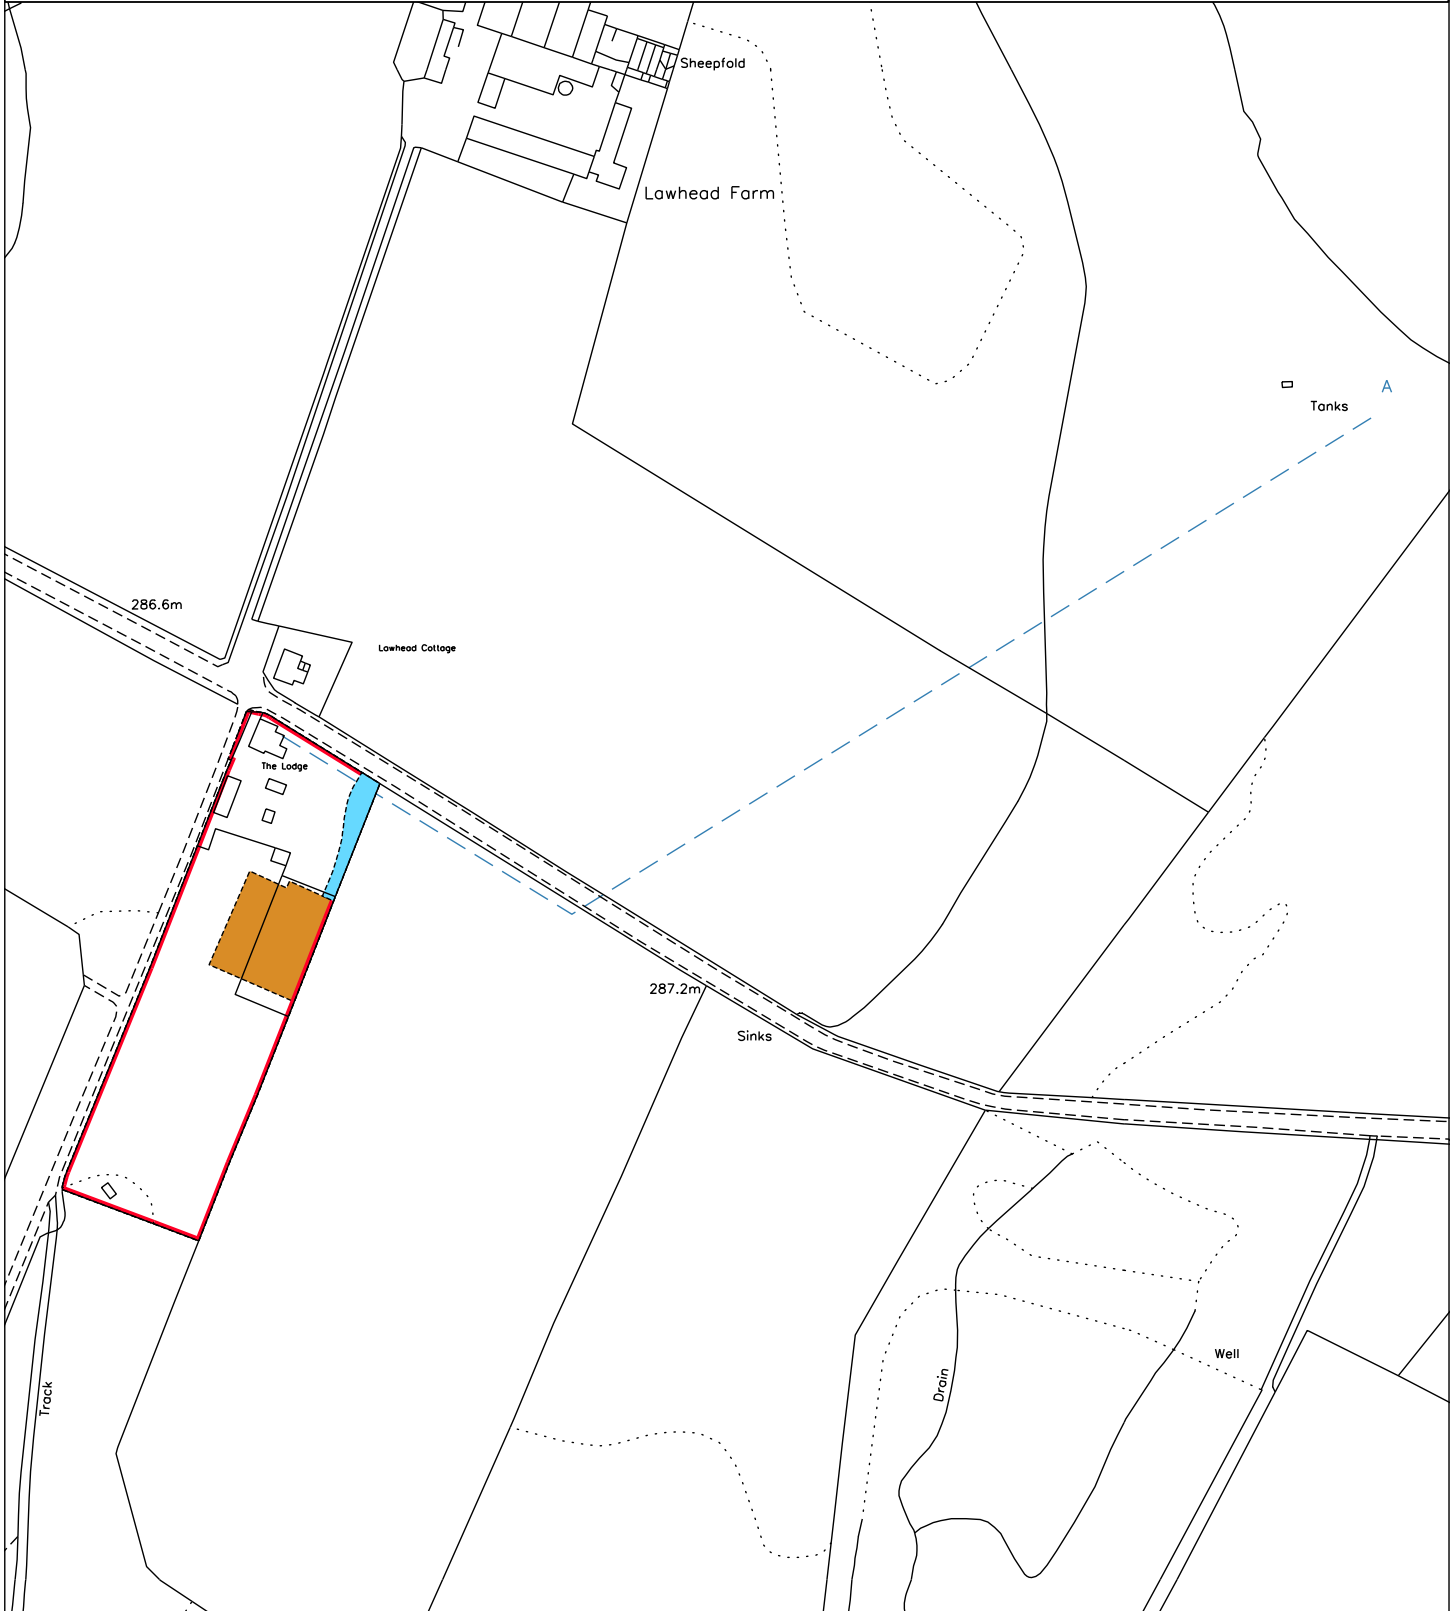 Sheepfold
Lawhead Farm
A
Tanks
286.6m
Lawhead Cottage
The Lodge
287.2m
Sinks
Well
Drain
Track